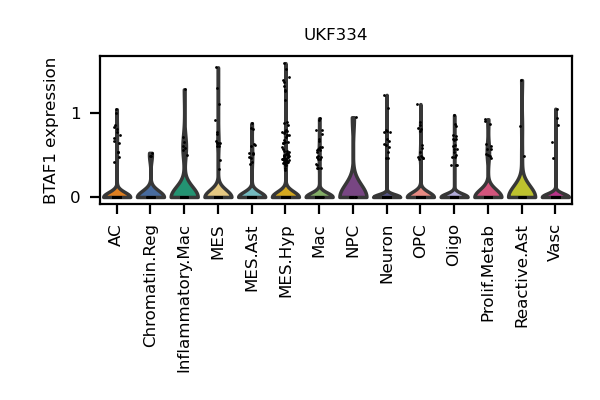 UKF334
BTAF1 expression
1
0
AC
Chromatin.Reg
Inflammatory.Mac
MES
MES.Ast
MES.Hyp
Mac
NPC
Neuron
OPC
Oligo
Prolif.Metab
Reactive.Ast
Vasc